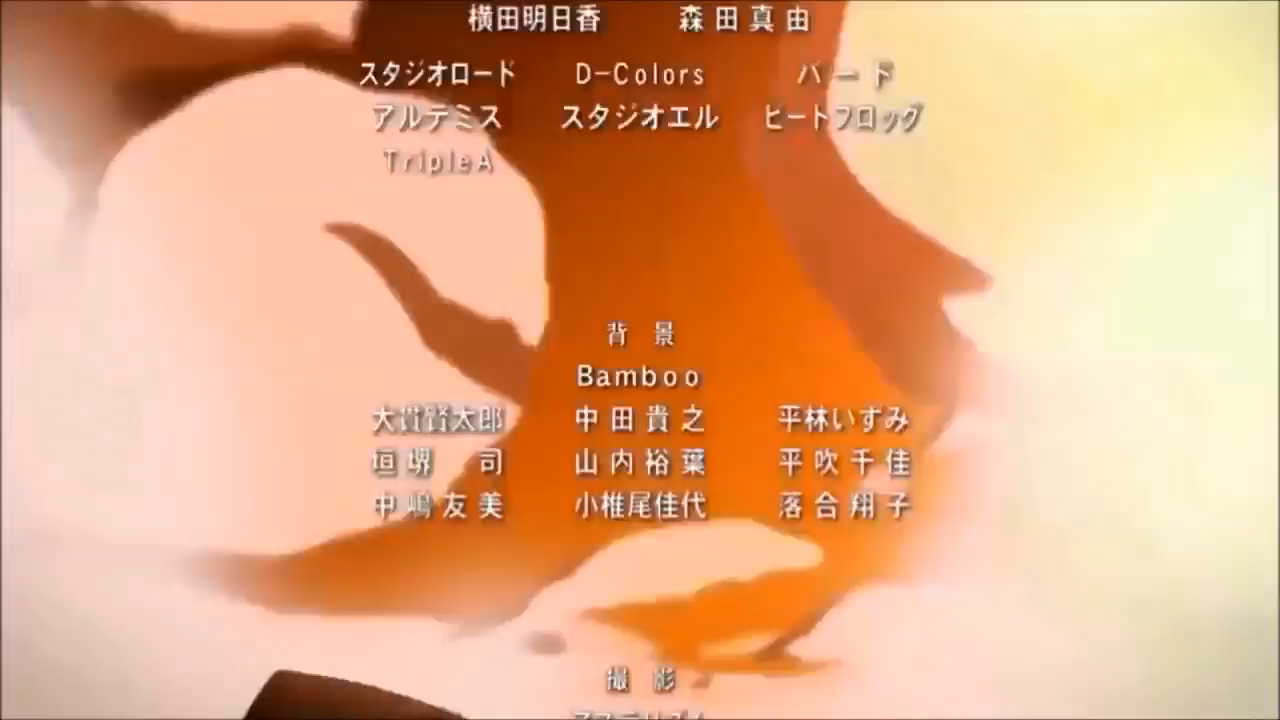 横田明日香 森田真由
スタジオロード D-Colors バード
アルテミス スタジオエル ビートフロッグ
TripleA
背景
Bamboo
大貫賢太郎 中田貴之 平林いずみ
垣堺 司 山内裕葉 平吹千佳
中嶋友美 小椎尾佳代 落合翔子
撮影